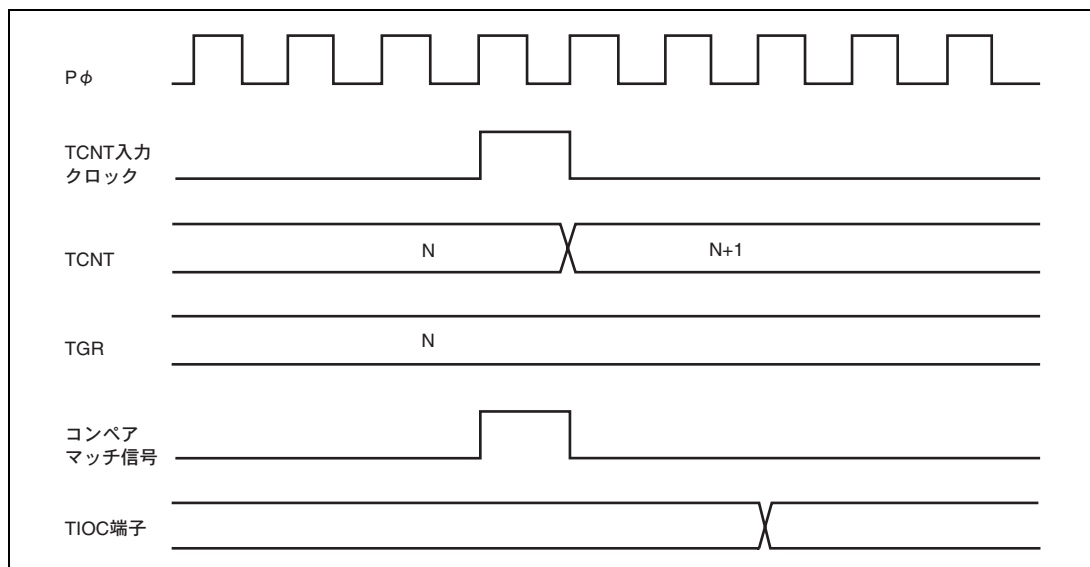 Pφ
TCNT入力
クロック
TCNT
N
N+1
TGR
N
コンペア
マッチ信号
TIOC端子